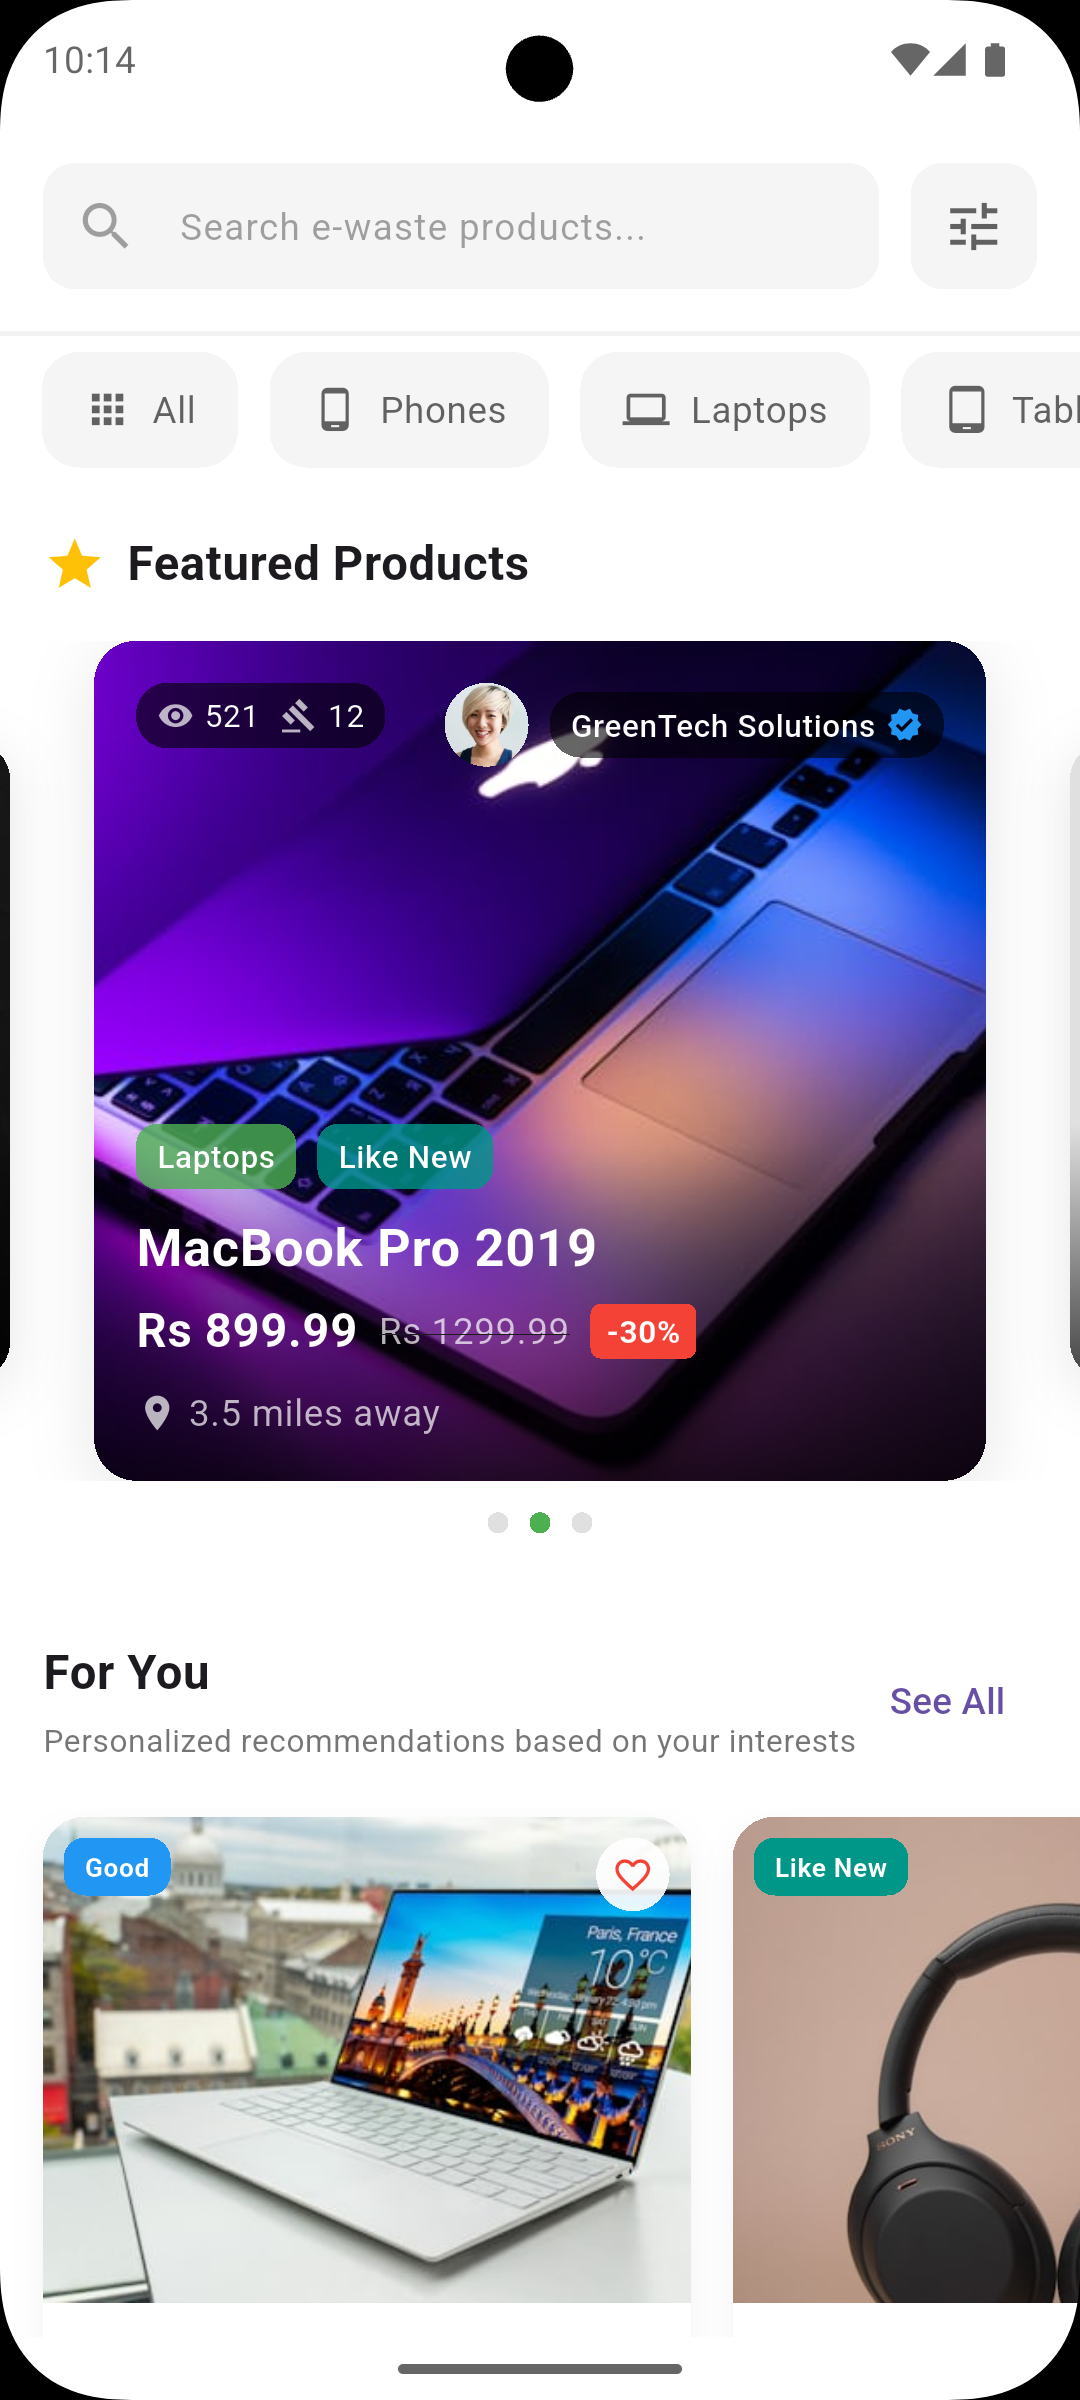 10:14
Search e-waste products...
All
Phones
Laptops
Tabl
Featured Products
521 12
GreenTech Solutions
Laptops
Like New
MacBook Pro 2019
Rs 899.99 Rs 1299.99 -30%
3.5 miles away
For You
See All
Personalized recommendations based on your interests
Good
Like New
Paris, France
10°C
SONY